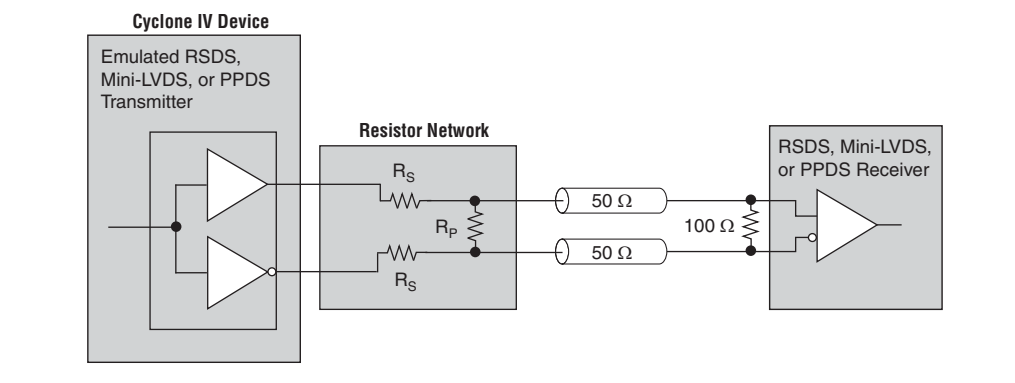 Cyclone IV Device
Emulated RSDS,
Mini-LVDS, or PPDS
Transmitter
Resistor Network
RS
RP
RS
50 Ω
50 Ω
100 Ω
RSDS, Mini-LVDS,
or PPDS Receiver